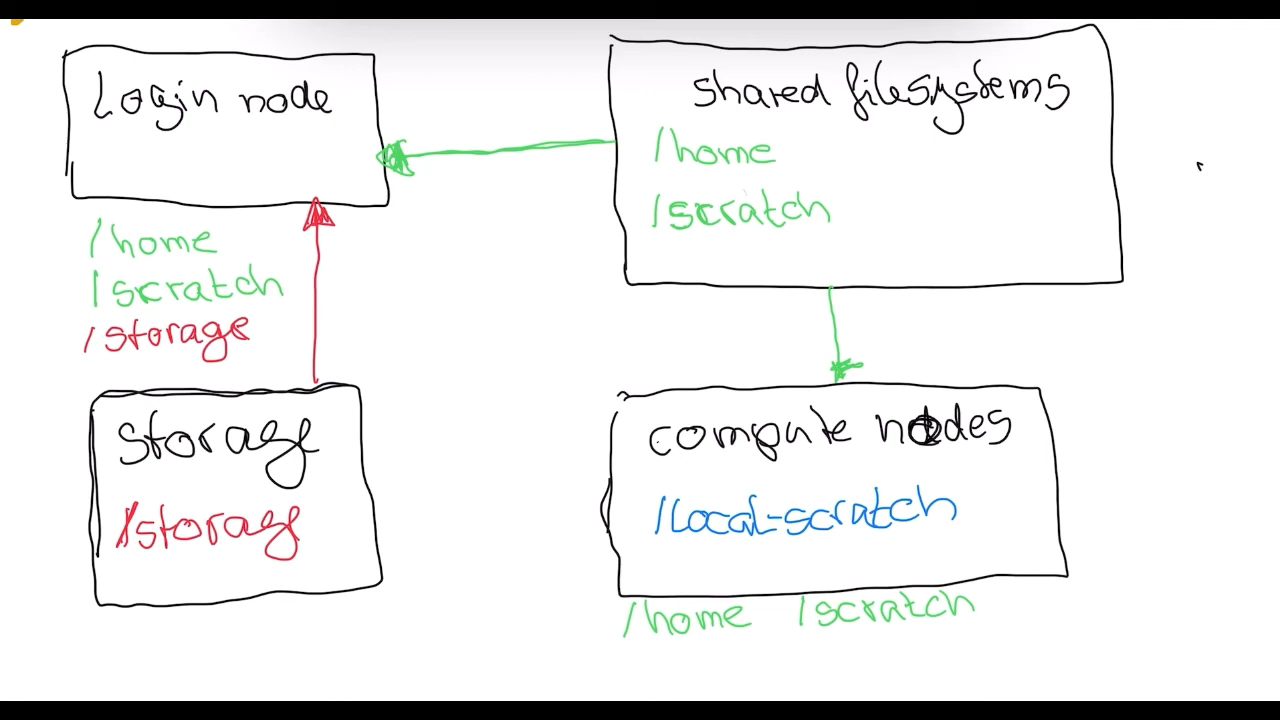 Login node
/home
/scratch
/storage
shared filesystems
/home
/scratch
storage
/storage
compute nodes
/local-scratch
/home /scratch